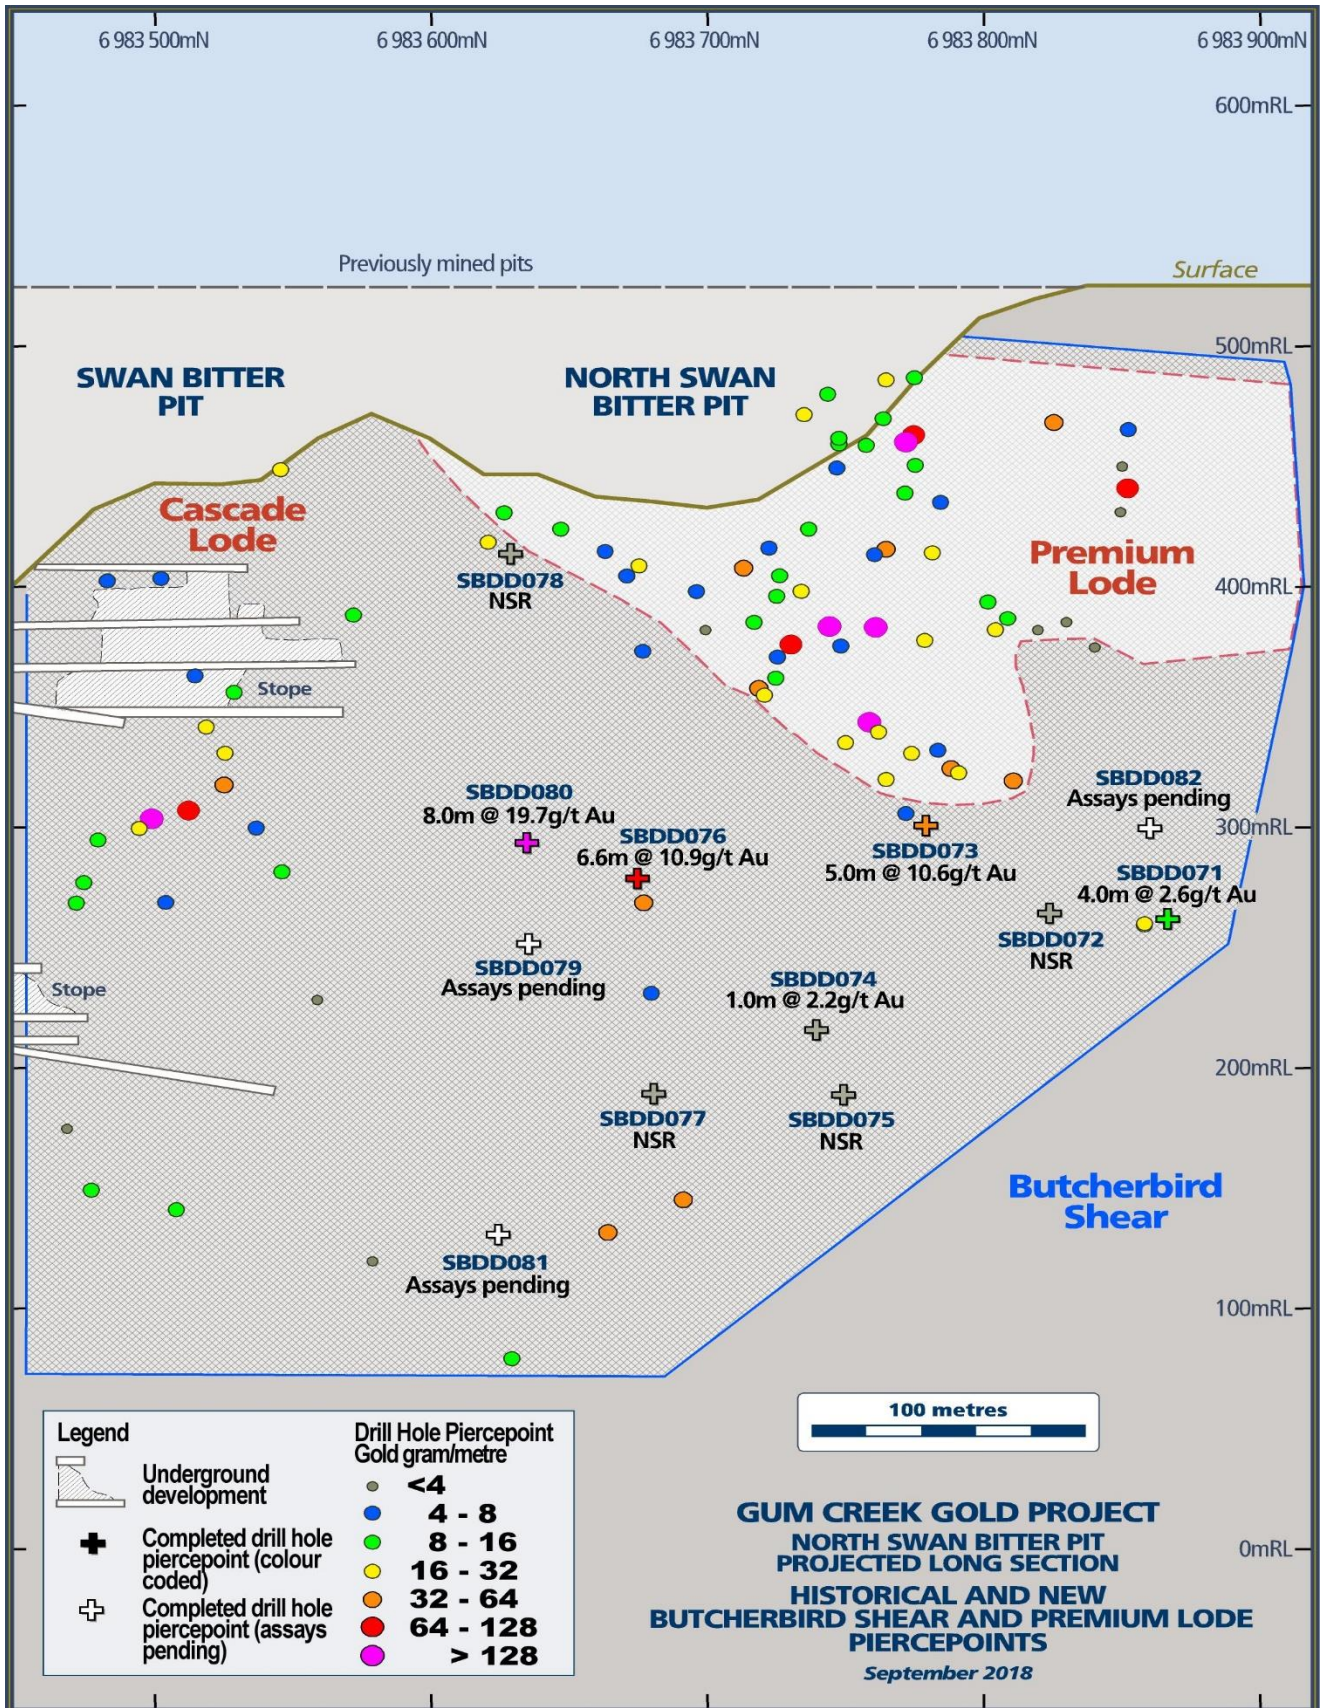 6 983 500mN
6 983 600mN
6 983 700mN
6 983 800mN
6 983 900mN
600mRL
Previously mined pits
Surface
500mRL
SWAN BITTER
PIT
NORTH SWAN
BITTER PIT
Cascade
Lode
Premium
Lode
SBDD078
NSR
400mRL
Stope
SBDD080
8.0m @ 19.7g/t Au
SBDD076
6.6m @ 10.9g/t Au
SBDD073
5.0m @ 10.6g/t Au
SBDD082
Assays pending
300mRL
SBDD071
4.0m @ 2.6g/t Au
SBDD072
NSR
SBDD079
Assays pending
SBDD074
1.0m @ 2.2g/t Au
Stope
200mRL
SBDD077
NSR
SBDD075
NSR
Butcherbird
Shear
SBDD081
Assays pending
100mRL
100 metres
Legend
Underground
development
Completed drill hole
piercepoint (colour
coded)
Completed drill hole
piercepoint (assays
pending)
Drill Hole Piercepoint
Gold gram/metre
<4
4 - 8
8 - 16
16 - 32
32 - 64
64 - 128
> 128
GUM CREEK GOLD PROJECT
NORTH SWAN BITTER PIT
PROJECTED LONG SECTION
0mRL
HISTORICAL AND NEW
BUTCHERBIRD SHEAR AND PREMIUM LODE
PIERCEPOINTS
September 2018